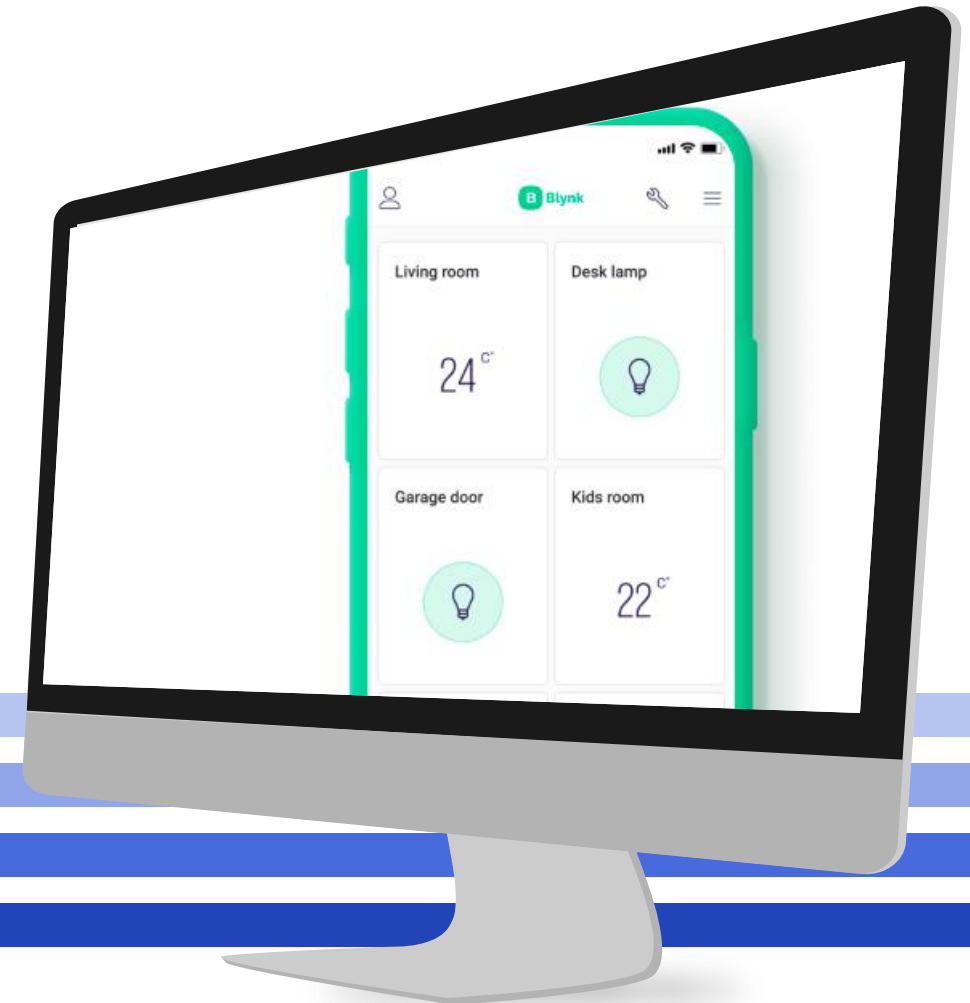 B Blynk
Living room
Desk lamp
24 C°
Garage door
Kids room
22 C°